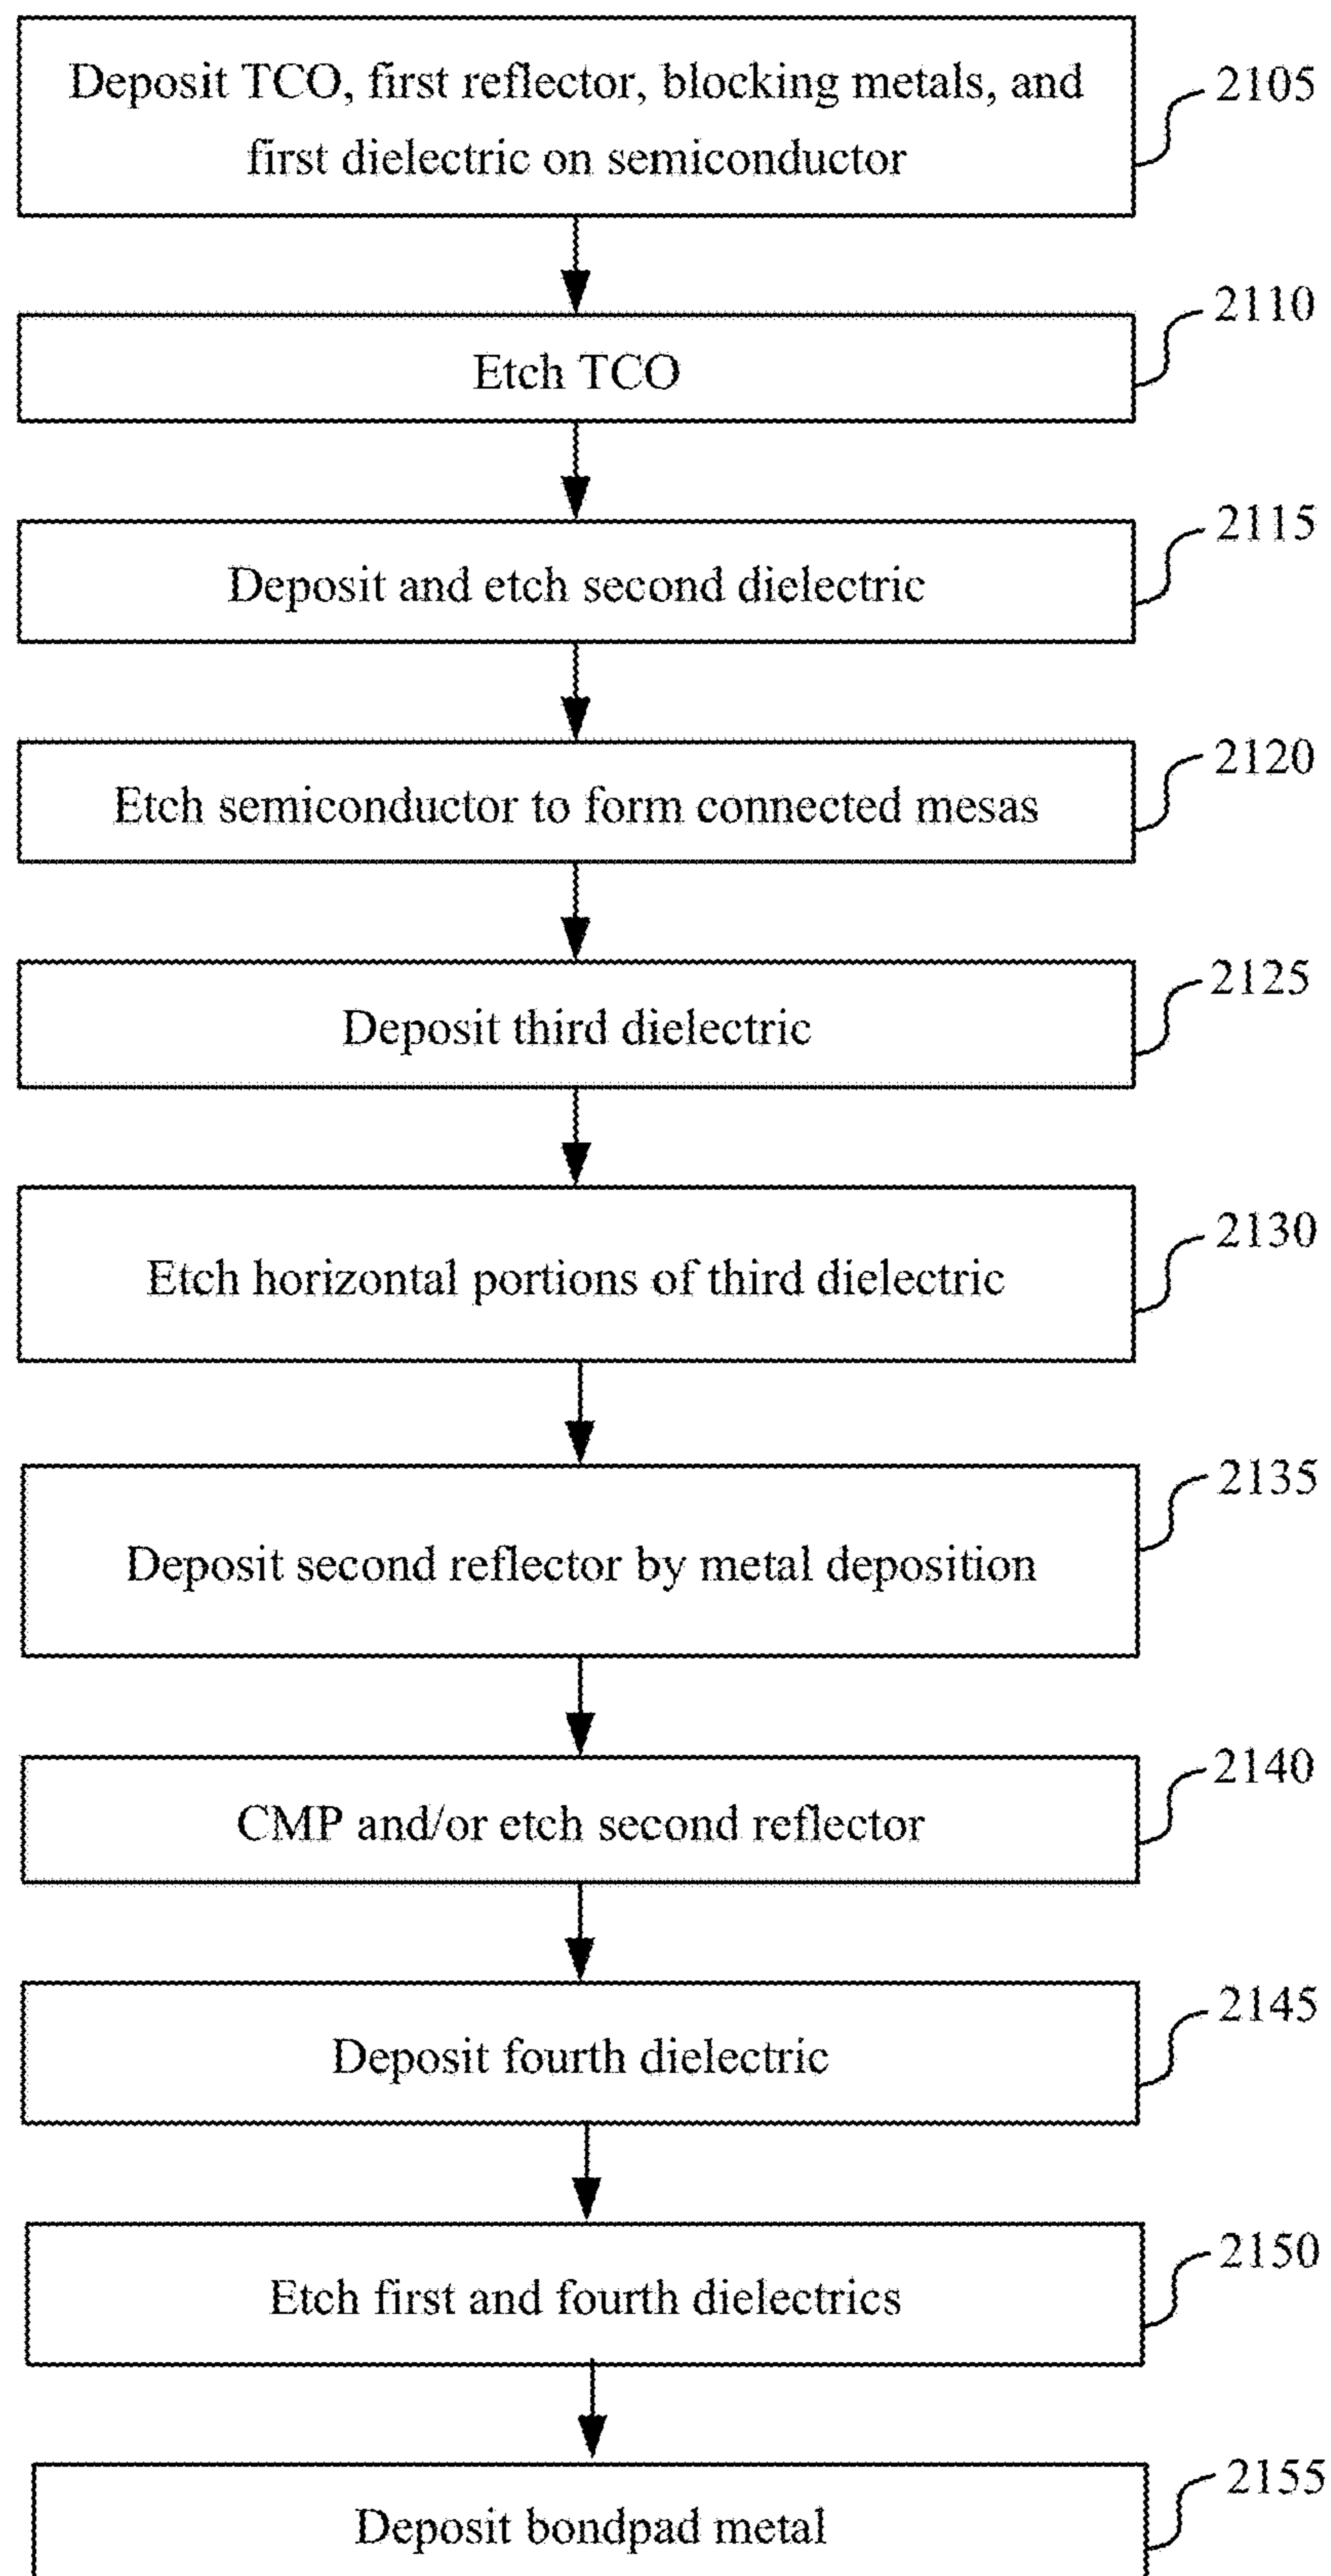 Deposit TCO, first reflector, blocking metals, and
first dielectric on semiconductor
2105
Etch TCO
2110
Deposit and etch second dielectric
2115
Etch semiconductor to form connected mesas
2120
Deposit third dielectric
2125
Etch horizontal portions of third dielectric
2130
Deposit second reflector by metal deposition
2135
CMP and/or etch second reflector
2140
Deposit fourth dielectric
2145
Etch first and fourth dielectrics
2150
Deposit bondpad metal
2155